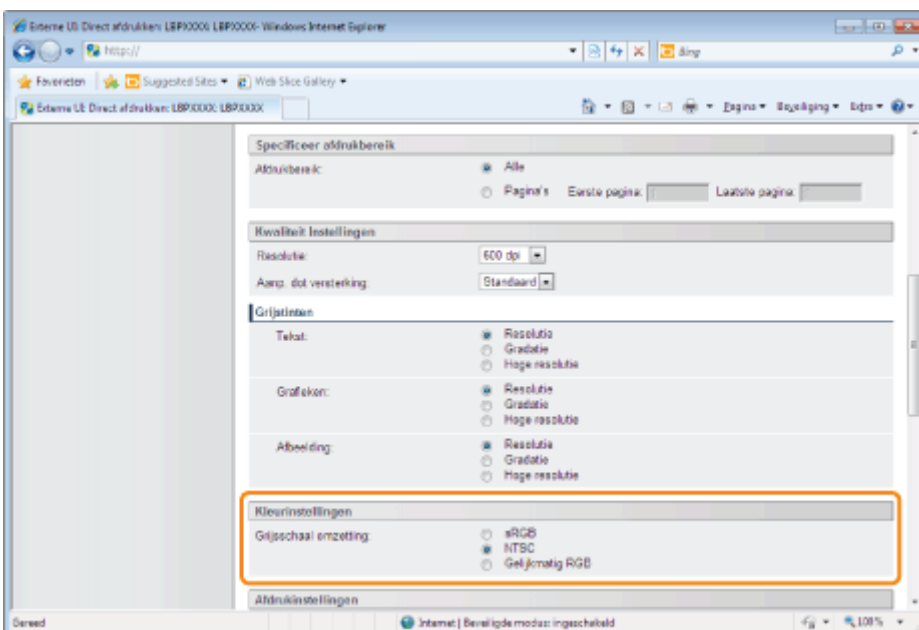 Externe UI: Direct afdrukken: LBPXXXX: LBPXXXX - Windows Internet Explorer
http://
Bing
Favorieten Suggested Sites Web Slice Gallery
Externe UI: Direct afdrukken: LBPXXXX: LBPXXXX
Pagina Beveiliging Extra
Specificeer afdrukbereik
Afdrukbereik: Alle
Pagina's Eerste pagina: Laatste pagina:
Kwaliteit Instellingen
Resolutie: 600 dpi
Aanp. dot versterking: Standaard
Grijstinten
Tekst: Resolutie
Gradatie
Hoge resolutie
Grafieken: Resolutie
Gradatie
Hoge resolutie
Afbeelding: Resolutie
Gradatie
Hoge resolutie
Kleurinstellingen
Grijsschaal omzetting: sRGB
NTSC
Gelijkmatig RGB
Afdrukinstellingen
Gereed
Internet | Beveiligde modus: ingeschakeld
100%